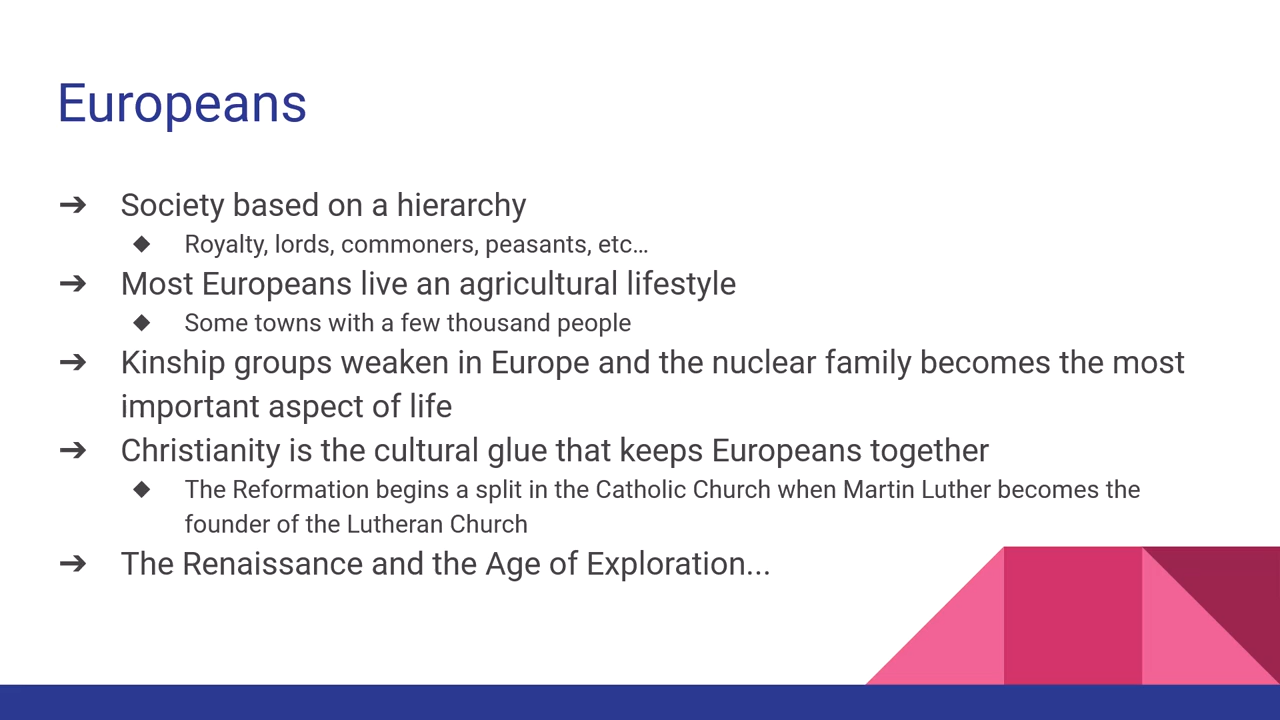 Europeans
➔ Society based on a hierarchy
◆ Royalty, lords, commoners, peasants, etc…
➔ Most Europeans live an agricultural lifestyle
◆ Some towns with a few thousand people
➔ Kinship groups weaken in Europe and the nuclear family becomes the most
important aspect of life
➔ Christianity is the cultural glue that keeps Europeans together
◆ The Reformation begins a split in the Catholic Church when Martin Luther becomes the
founder of the Lutheran Church
➔ The Renaissance and the Age of Exploration...